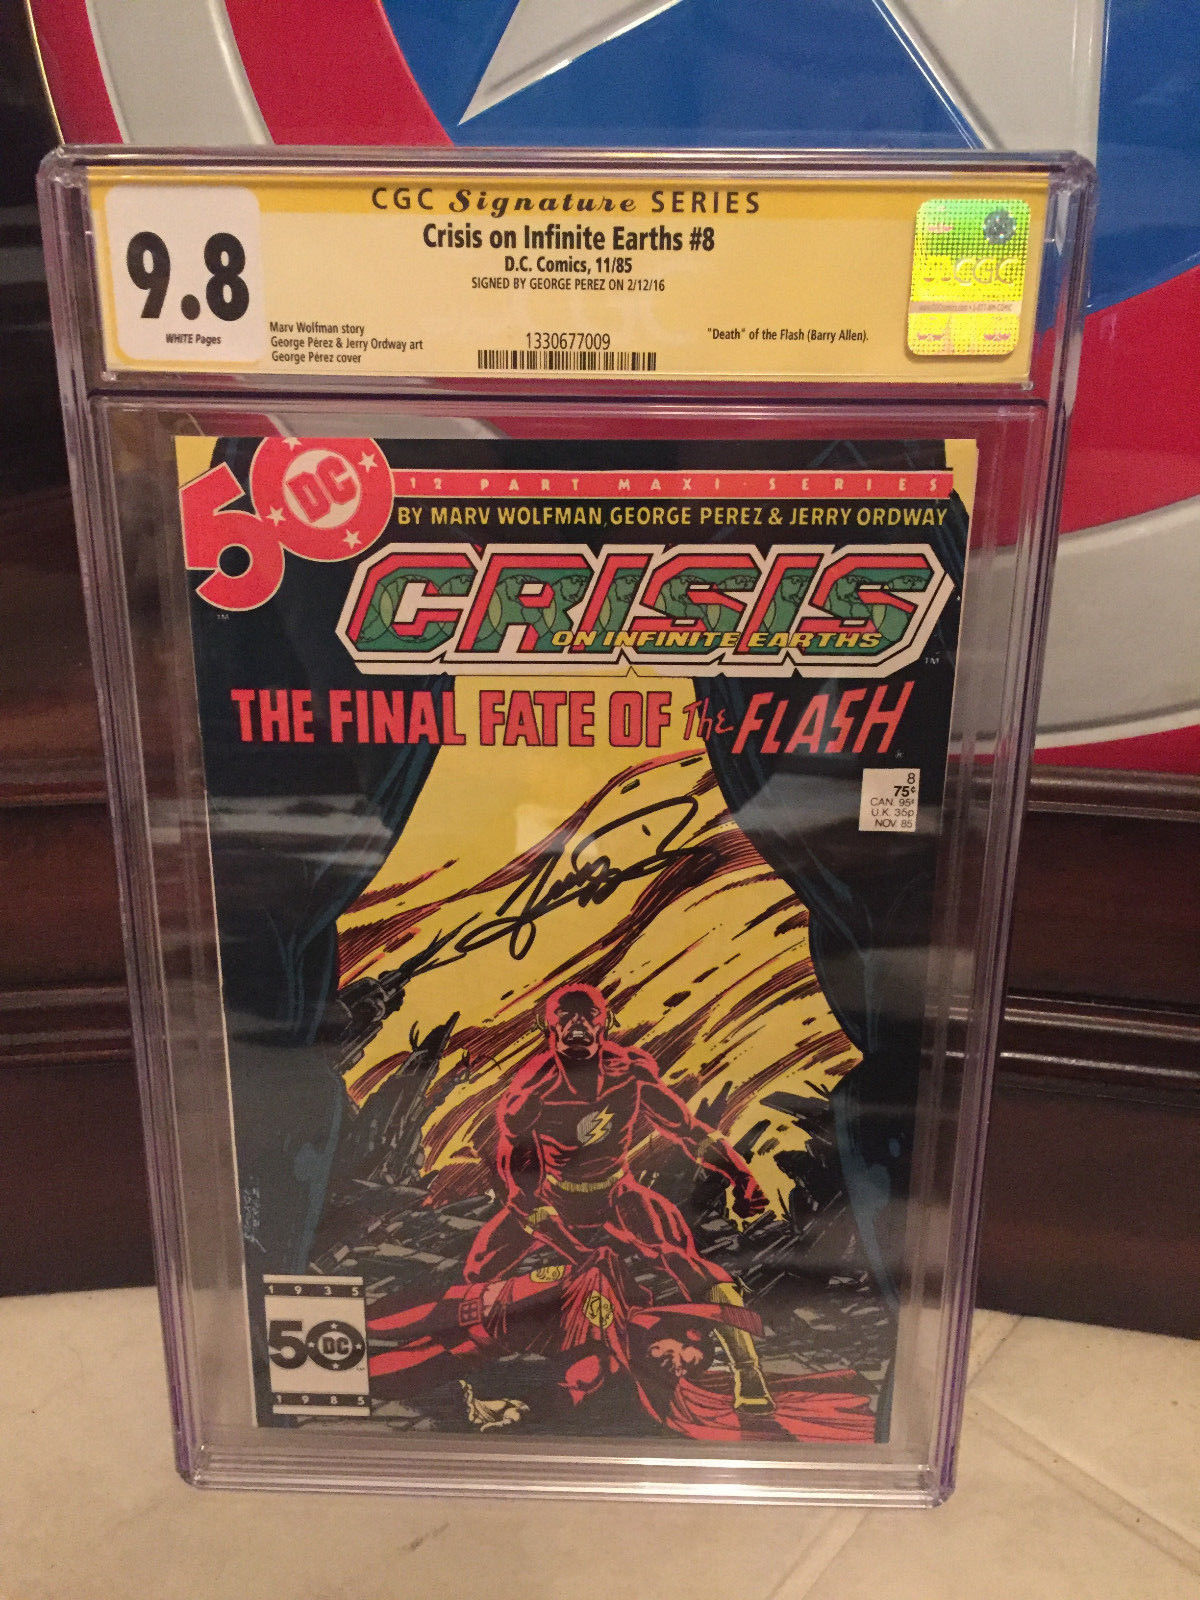 CGC Signature SERIES
Crisis on Infinite Earths #8
D.C. Comics, 11/85
SIGNED BY GEORGE PEREZ ON 2/12/16
9.8
WHITE Pages
Marv Wolfman story
George Pérez & Jerry Ordway art
George Pérez cover
1330677009
"Death" of the Flash (Barry Allen).
CGC
50
DC
TM
12 PART MAXI-SERIES
BY MARV WOLFMAN, GEORGE PEREZ & JERRY ORDWAY
CRISIS
ON INFINITE EARTHS
TM
THE FINAL FATE OF The FLASH
8
75¢
CAN. 95¢
U.K. 35p
NOV. 85
1935
50 DC
1985